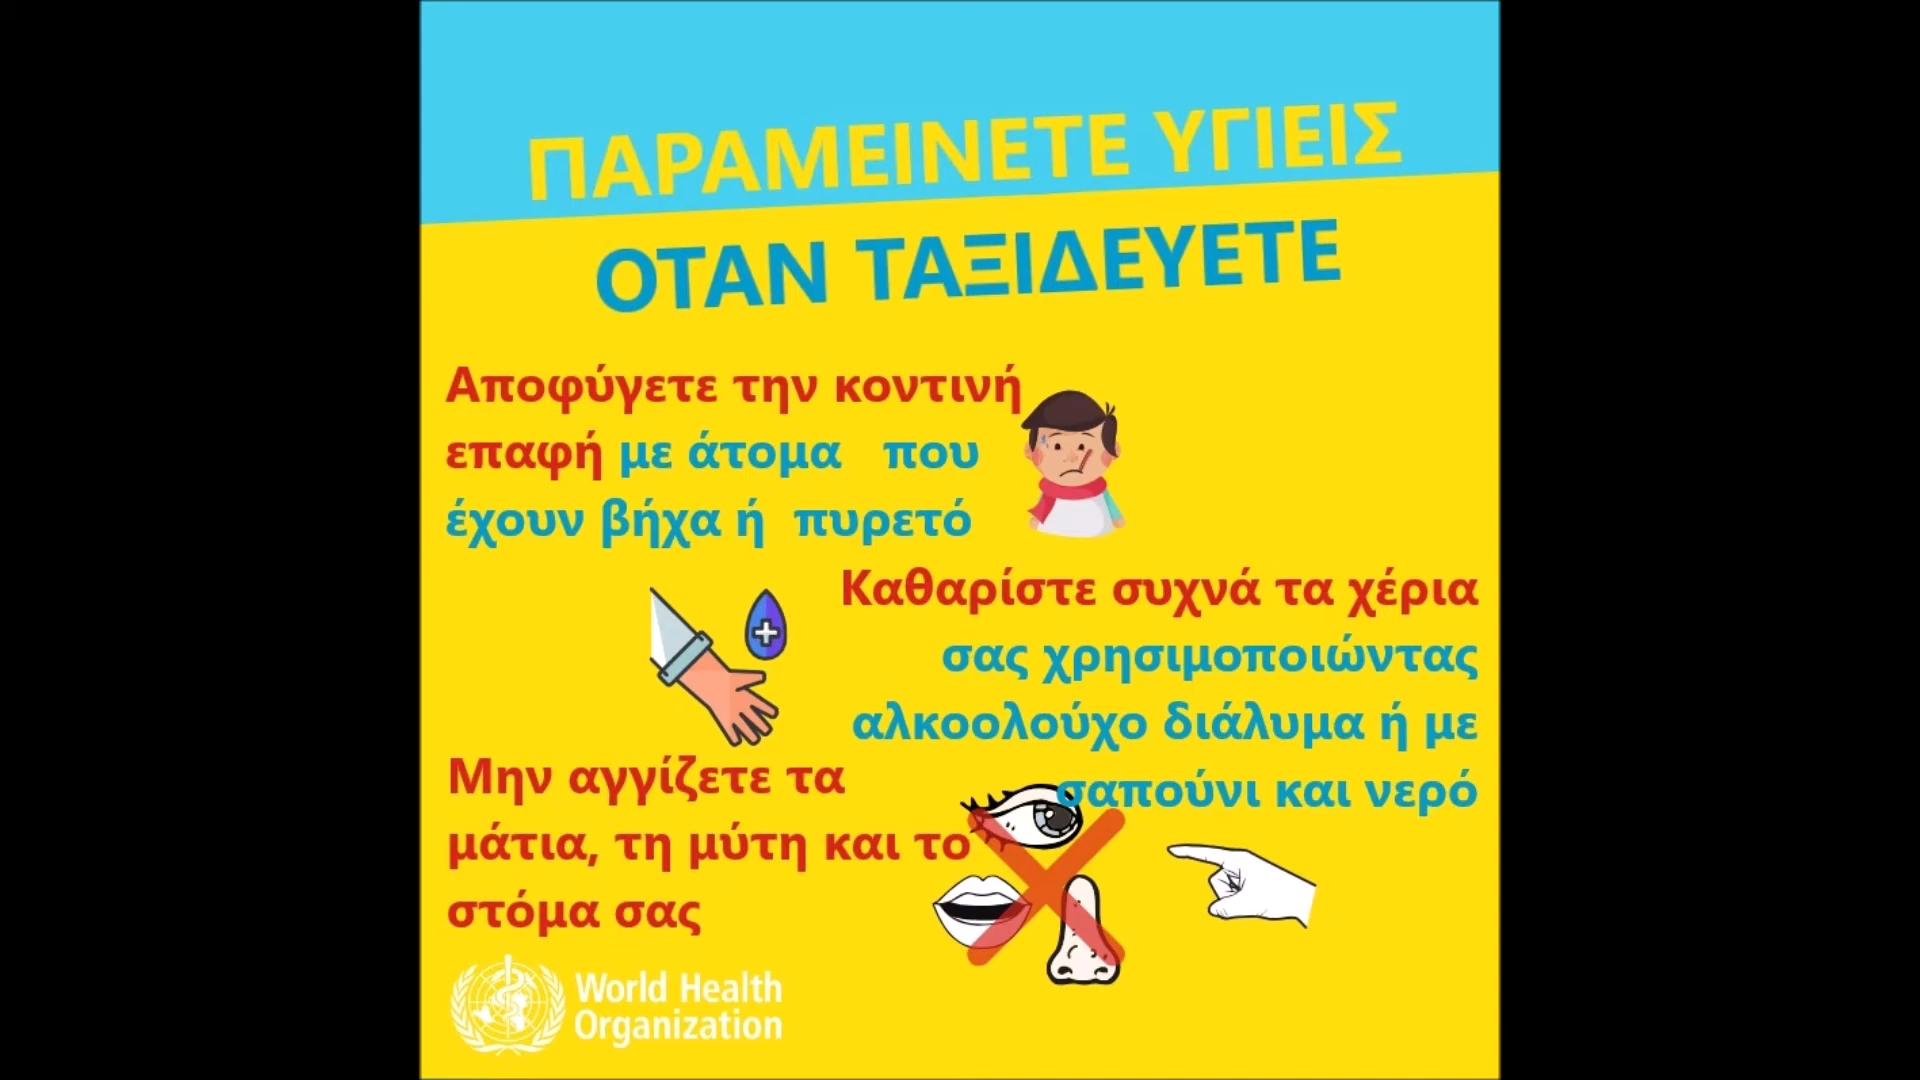 ΠΑΡΑΜΕΙΝΕΤΕ ΥΓΙΕΙΣ
ΟΤΑΝ ΤΑΞΙΔΕΥΕΤΕ
Αποφύγετε την κοντινή
επαφή με άτομα που
έχουν βήχα ή πυρετό
Καθαρίστε συχνά τα χέρια
σας χρησιμοποιώντας
αλκοολούχο διάλυμα ή με
σαπούνι και νερό
Μην αγγίζετε τα
μάτια, τη μύτη και το
στόμα σας
World Health
Organization